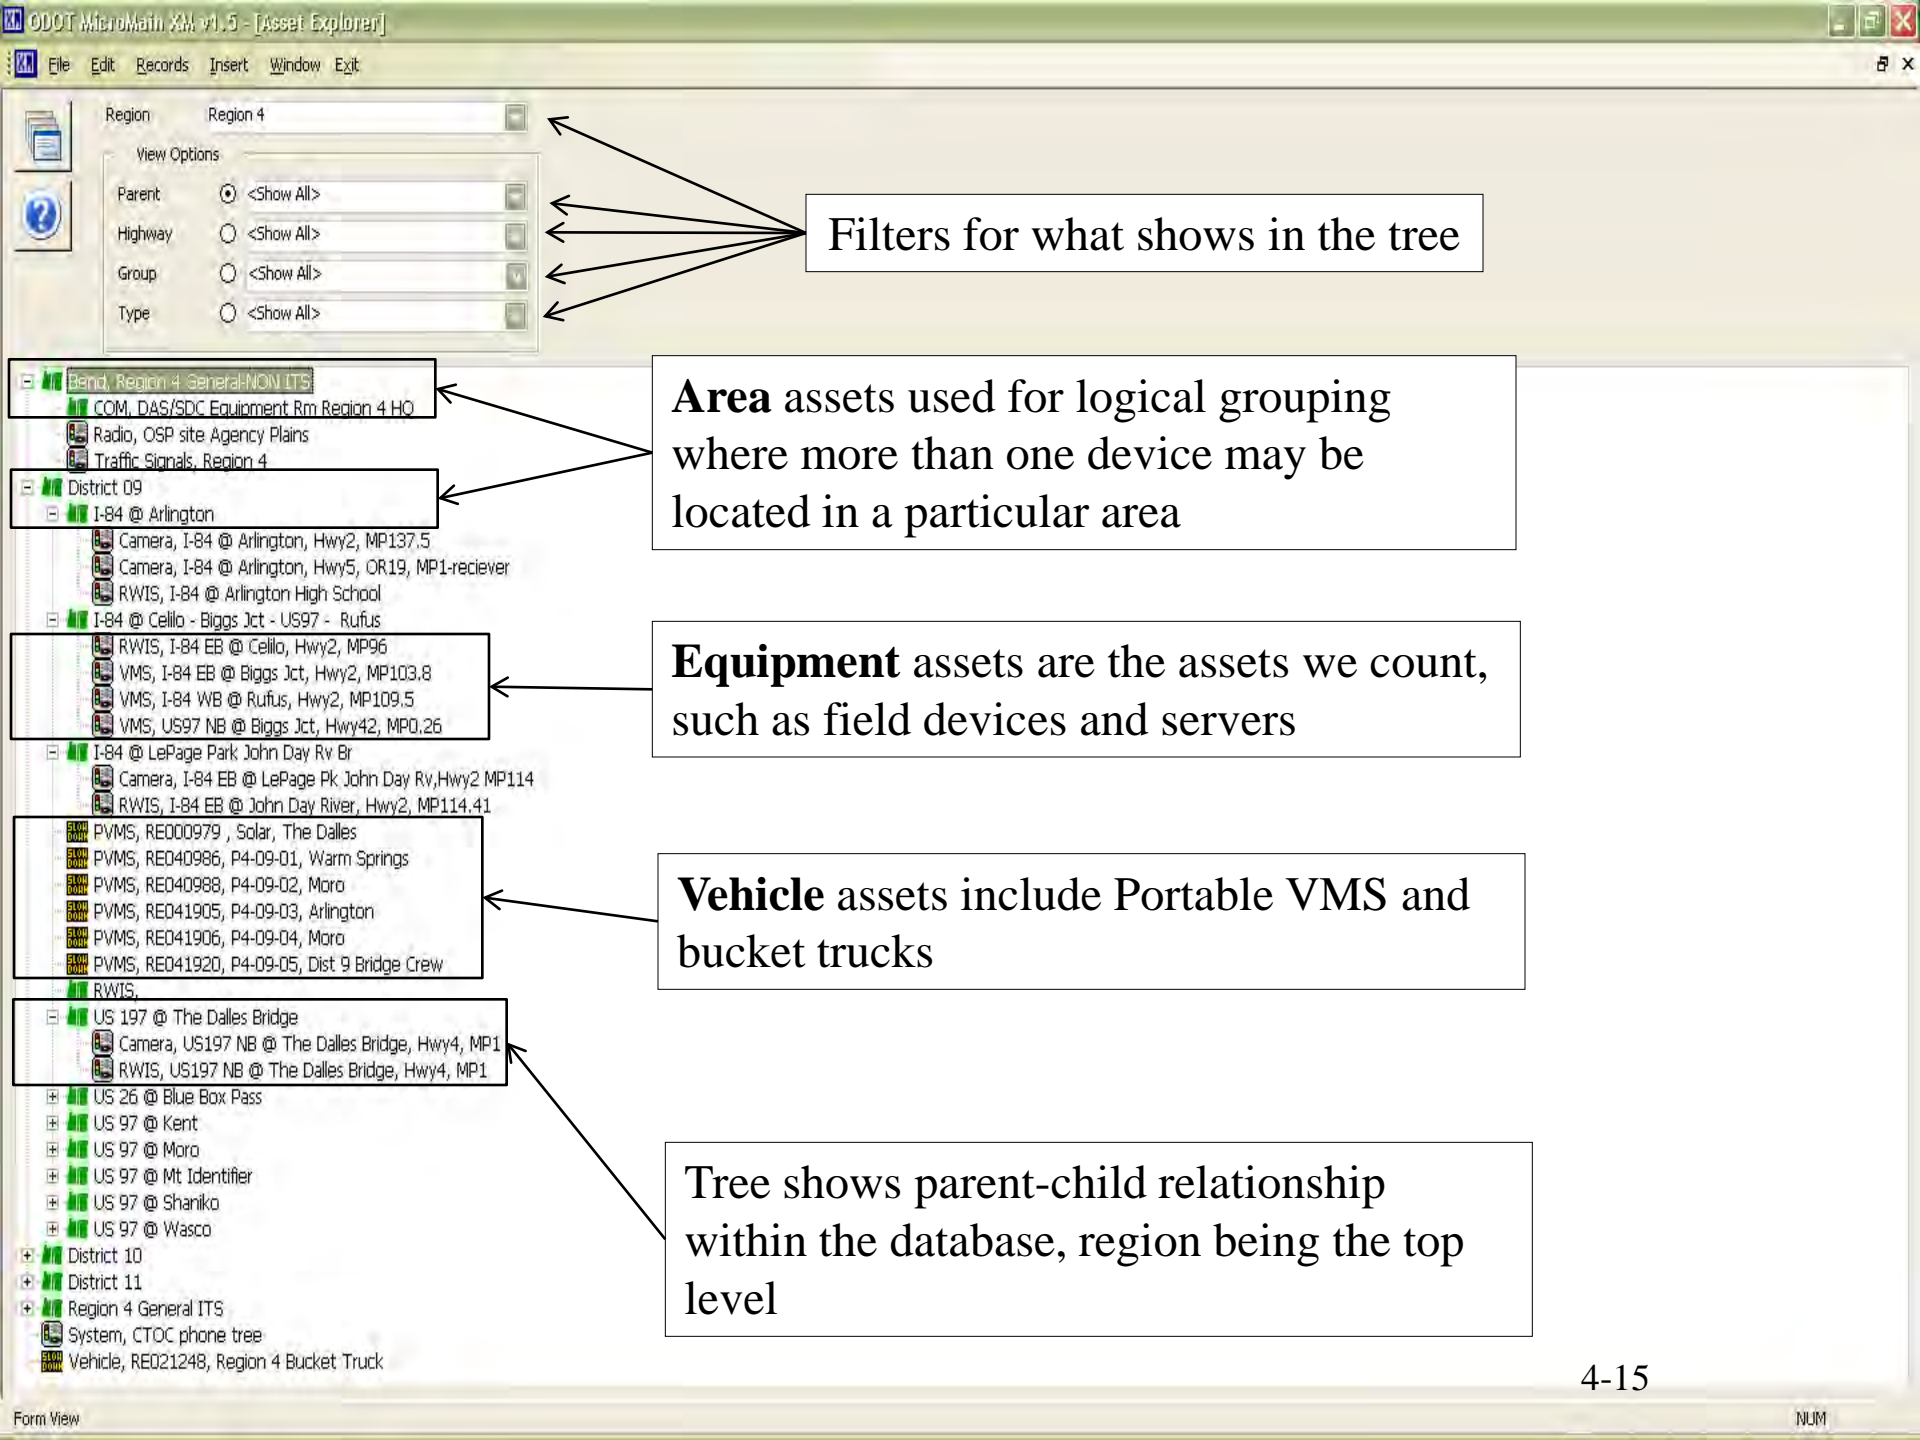 ODOT MicroMain XM v1.5 - [Asset Explorer]
File Edit Records Insert Window Exit
Region Region 4
View Options
Parent <Show All>
Highway <Show All>
Group <Show All>
Type <Show All>
Filters for what shows in the tree
Bend, Region 4 General-NON ITS
COM, DAS/SDC Equipment Rm Region 4 HQ
Radio, OSP site Agency Plains
Traffic Signals, Region 4
District 09
I-84 @ Arlington
Camera, I-84 @ Arlington, Hwy2, MP137.5
Camera, I-84 @ Arlington, Hwy5, OR19, MP1-reciever
RWIS, I-84 @ Arlington High School
I-84 @ Celilo - Biggs Jct - US97 - Rufus
RWIS, I-84 EB @ Celilo, Hwy2, MP96
VMS, I-84 EB @ Biggs Jct, Hwy2, MP103.8
VMS, I-84 WB @ Rufus, Hwy2, MP109.5
VMS, US97 NB @ Biggs Jct, Hwy42, MP0.26
I-84 @ LePage Park John Day Rv Br
Camera, I-84 EB @ LePage Pk John Day Rv,Hwy2 MP114
RWIS, I-84 EB @ John Day River, Hwy2, MP114.41
PVMS, RE000979 , Solar, The Dalles
PVMS, RE040986, P4-09-01, Warm Springs
PVMS, RE040988, P4-09-02, Moro
PVMS, RE041905, P4-09-03, Arlington
PVMS, RE041906, P4-09-04, Moro
PVMS, RE041920, P4-09-05, Dist 9 Bridge Crew
RWIS,
US 197 @ The Dalles Bridge
Camera, US197 NB @ The Dalles Bridge, Hwy4, MP1
RWIS, US197 NB @ The Dalles Bridge, Hwy4, MP1
US 26 @ Blue Box Pass
US 97 @ Kent
US 97 @ Moro
US 97 @ Mt Identifier
US 97 @ Shaniko
US 97 @ Wasco
District 10
District 11
Region 4 General ITS
System, CTOC phone tree
Vehicle, RE021248, Region 4 Bucket Truck
Area assets used for logical grouping
where more than one device may be
located in a particular area
Equipment assets are the assets we count,
such as field devices and servers
Vehicle assets include Portable VMS and
bucket trucks
Tree shows parent-child relationship
within the database, region being the top
level
4-15
Form View NUM